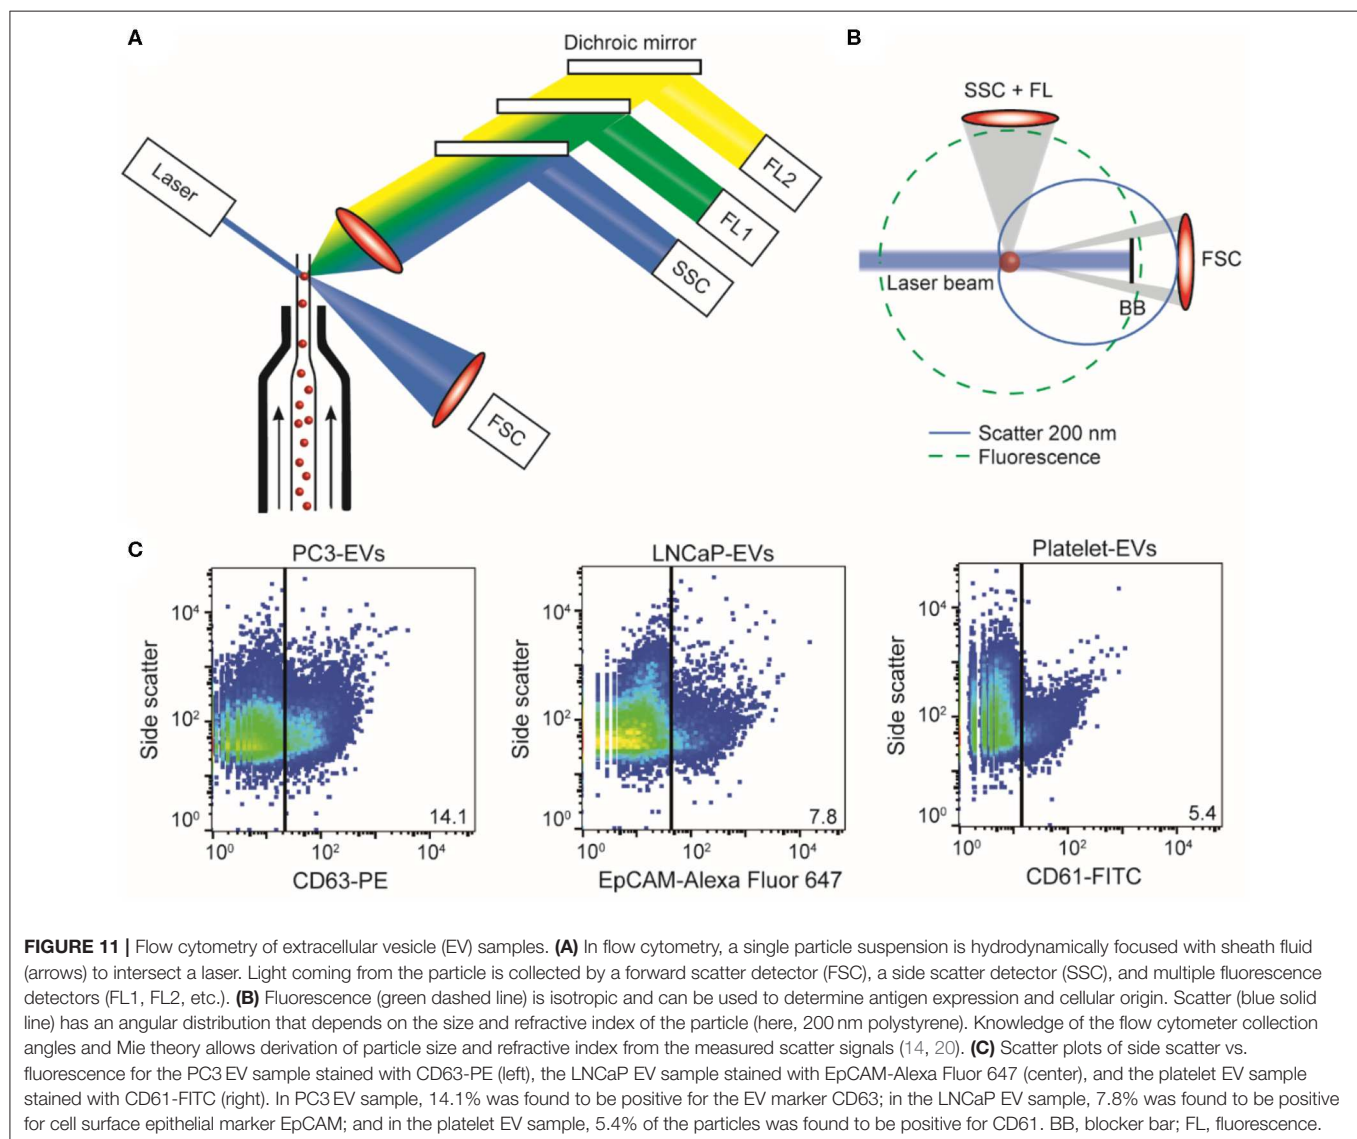 A
Dichroic mirror
Laser
FL2
FL1
SSC
FSC
B
SSC + FL
Laser beam
FSC
BB
Scatter 200 nm
Fluorescence
C
PC3-EVs
Side scatter
10⁴
10²
10⁰
14.1
10⁰ 10² 10⁴
CD63-PE
LNCaP-EVs
Side scatter
10⁴
10²
10⁰
7.8
10⁰ 10² 10⁴
EpCAM-Alexa Fluor 647
Platelet-EVs
Side scatter
10⁴
10²
10⁰
5.4
10⁰ 10² 10⁴
CD61-FITC
FIGURE 11 | Flow cytometry of extracellular vesicle (EV) samples. (A) In flow cytometry, a single particle suspension is hydrodynamically focused with sheath fluid
(arrows) to intersect a laser. Light coming from the particle is collected by a forward scatter detector (FSC), a side scatter detector (SSC), and multiple fluorescence
detectors (FL1, FL2, etc.). (B) Fluorescence (green dashed line) is isotropic and can be used to determine antigen expression and cellular origin. Scatter (blue solid
line) has an angular distribution that depends on the size and refractive index of the particle (here, 200 nm polystyrene). Knowledge of the flow cytometer collection
angles and Mie theory allows derivation of particle size and refractive index from the measured scatter signals (14, 20). (C) Scatter plots of side scatter vs.
fluorescence for the PC3 EV sample stained with CD63-PE (left), the LNCaP EV sample stained with EpCAM-Alexa Fluor 647 (center), and the platelet EV sample
stained with CD61-FITC (right). In PC3 EV sample, 14.1% was found to be positive for the EV marker CD63; in the LNCaP EV sample, 7.8% was found to be positive
for cell surface epithelial marker EpCAM; and in the platelet EV sample, 5.4% of the particles was found to be positive for CD61. BB, blocker bar; FL, fluorescence.